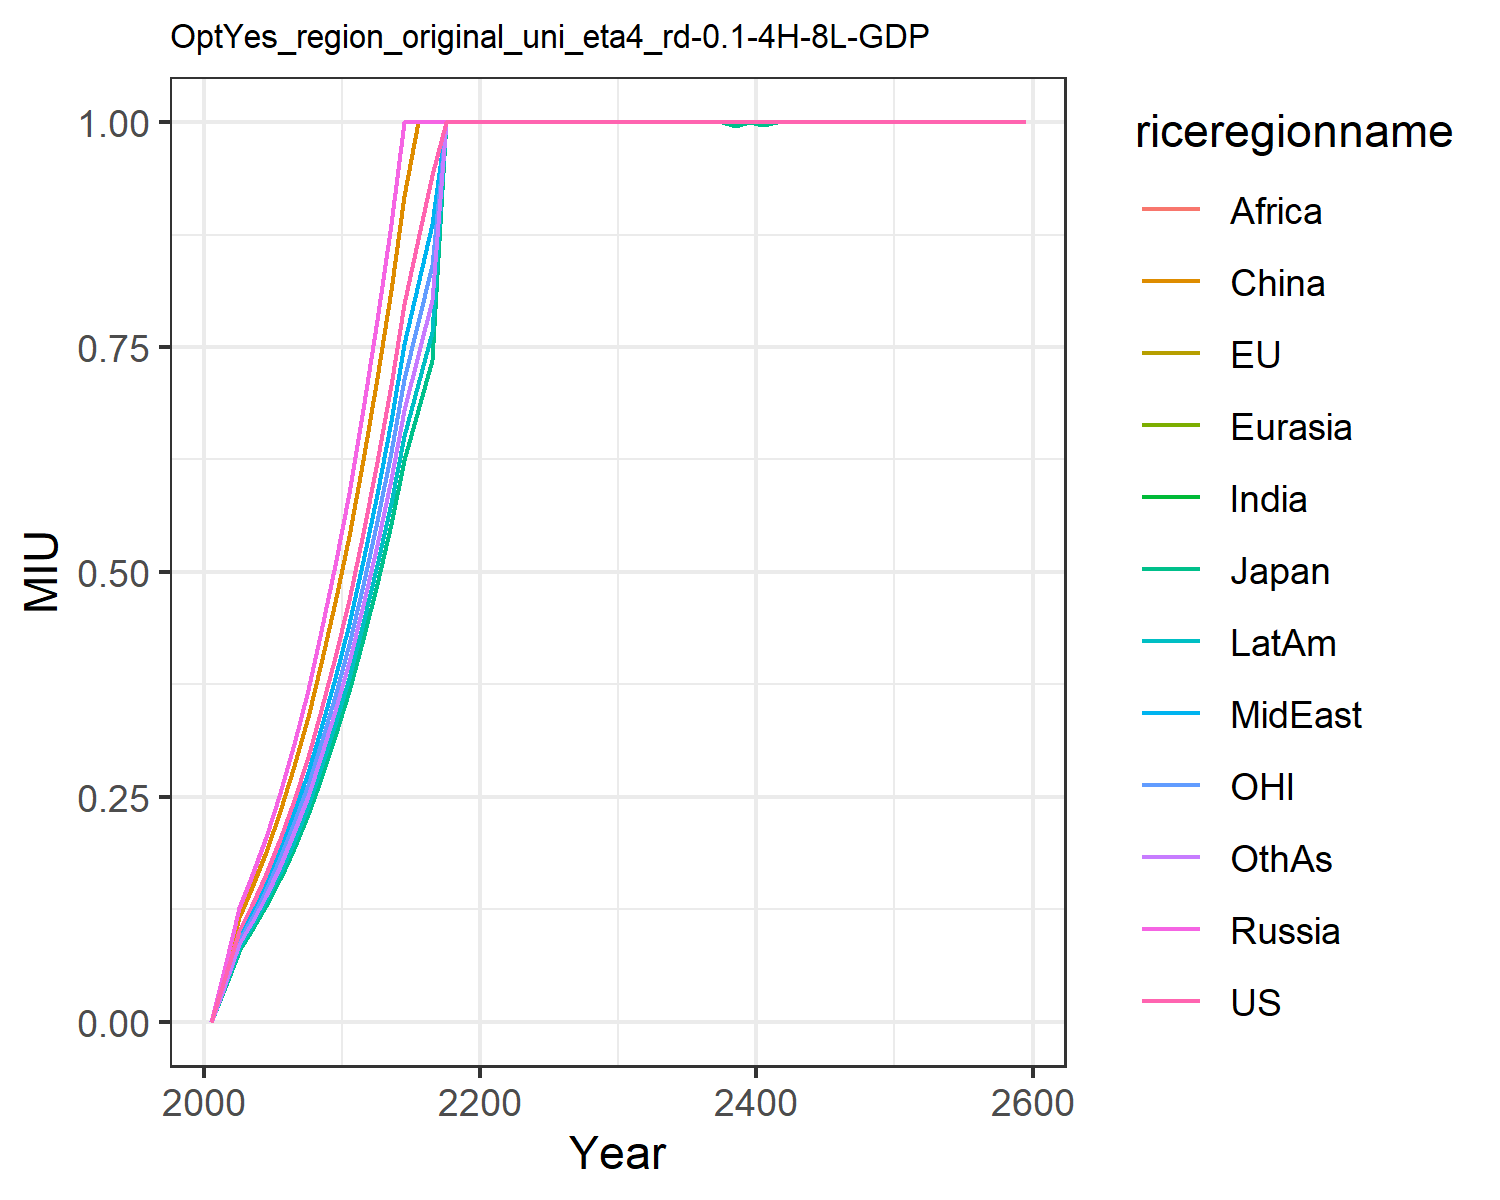 OptYes_region_original_uni_eta4_rd-0.1-4H-8L-GDP
1.00
0.75
0.50
0.25
0.00
MIU
2000 2200 2400 2600
Year
riceregionname
Africa
China
EU
Eurasia
India
Japan
LatAm
MidEast
OHI
OthAs
Russia
US